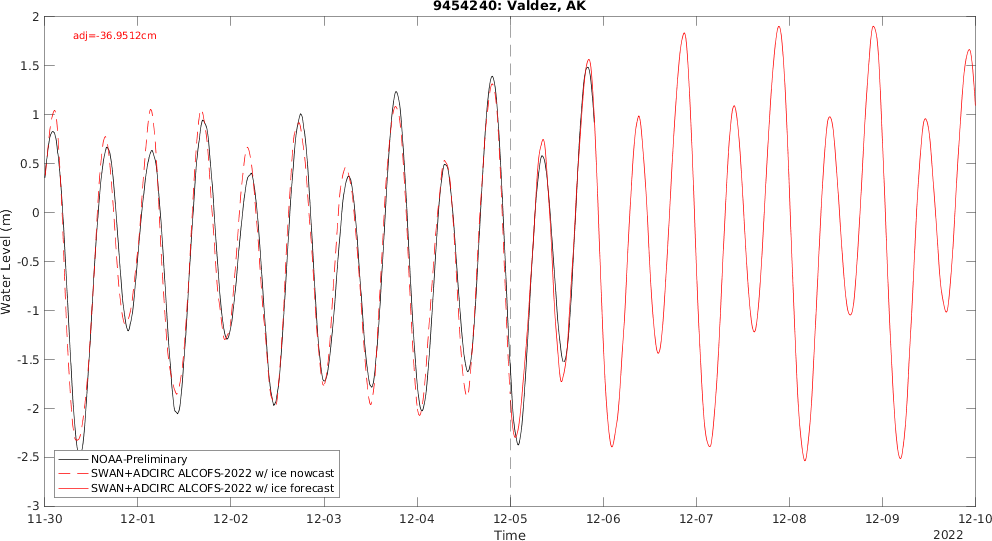 9454240: Valdez, AK
adj=-36.9512cm
Water Level (m)
2
1.5
1
0.5
0
-0.5
-1
-1.5
-2
-2.5
-3
NOAA-Preliminary
SWAN+ADCIRC ALCOFS-2022 w/ ice nowcast
SWAN+ADCIRC ALCOFS-2022 w/ ice forecast
11-30 12-01 12-02 12-03 12-04 12-05 12-06 12-07 12-08 12-09 12-10
Time
2022